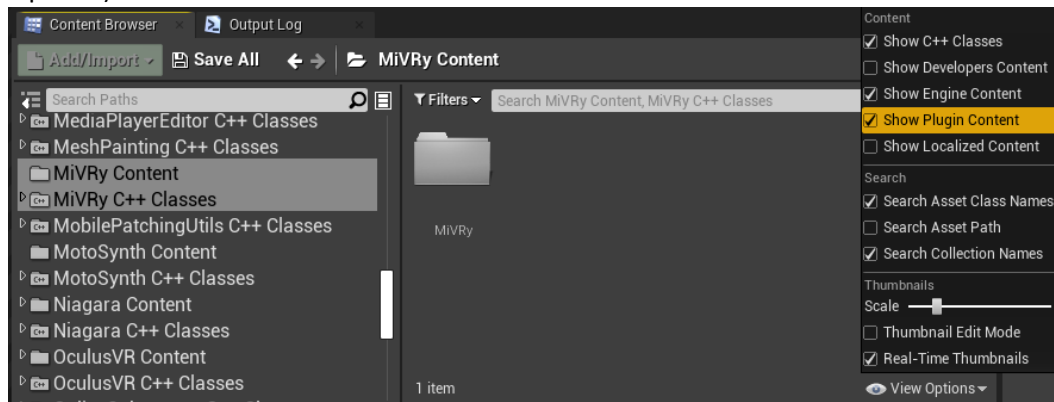 Content Browser
Output Log
Add/Import
Save All
MiVRy Content
Search Paths
MediaPlayerEditor C++ Classes
MeshPainting C++ Classes
MiVRy Content
MiVRy C++ Classes
MobilePatchingUtils C++ Classes
MotoSynth Content
MotoSynth C++ Classes
Niagara Content
Niagara C++ Classes
OculusVR Content
OculusVR C++ Classes
Filters
Search MiVRy Content, MiVRy C++ Classes
MiVRy
1 item
Content
Show C++ Classes
Show Developers Content
Show Engine Content
Show Plugin Content
Show Localized Content
Search
Search Asset Class Names
Search Asset Path
Search Collection Names
Thumbnails
Scale
Thumbnail Edit Mode
Real-Time Thumbnails
View Options